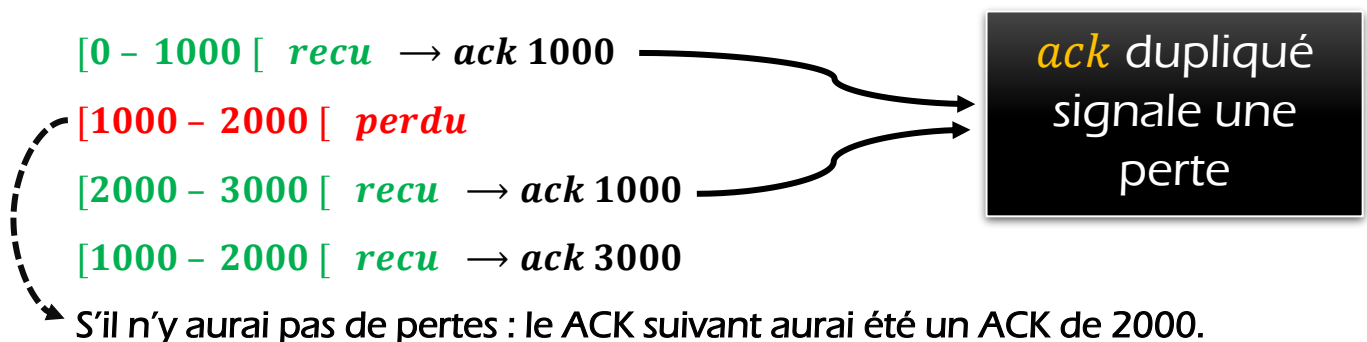 [0 – 1000 [ recu → ack 1000
[1000 – 2000 [ perdu
[2000 – 3000 [ recu → ack 1000
[1000 – 2000 [ recu → ack 3000
S'il n'y aurai pas de pertes : le ACK suivant aurai été un ACK de 2000.
ack dupliqué
signale une
perte